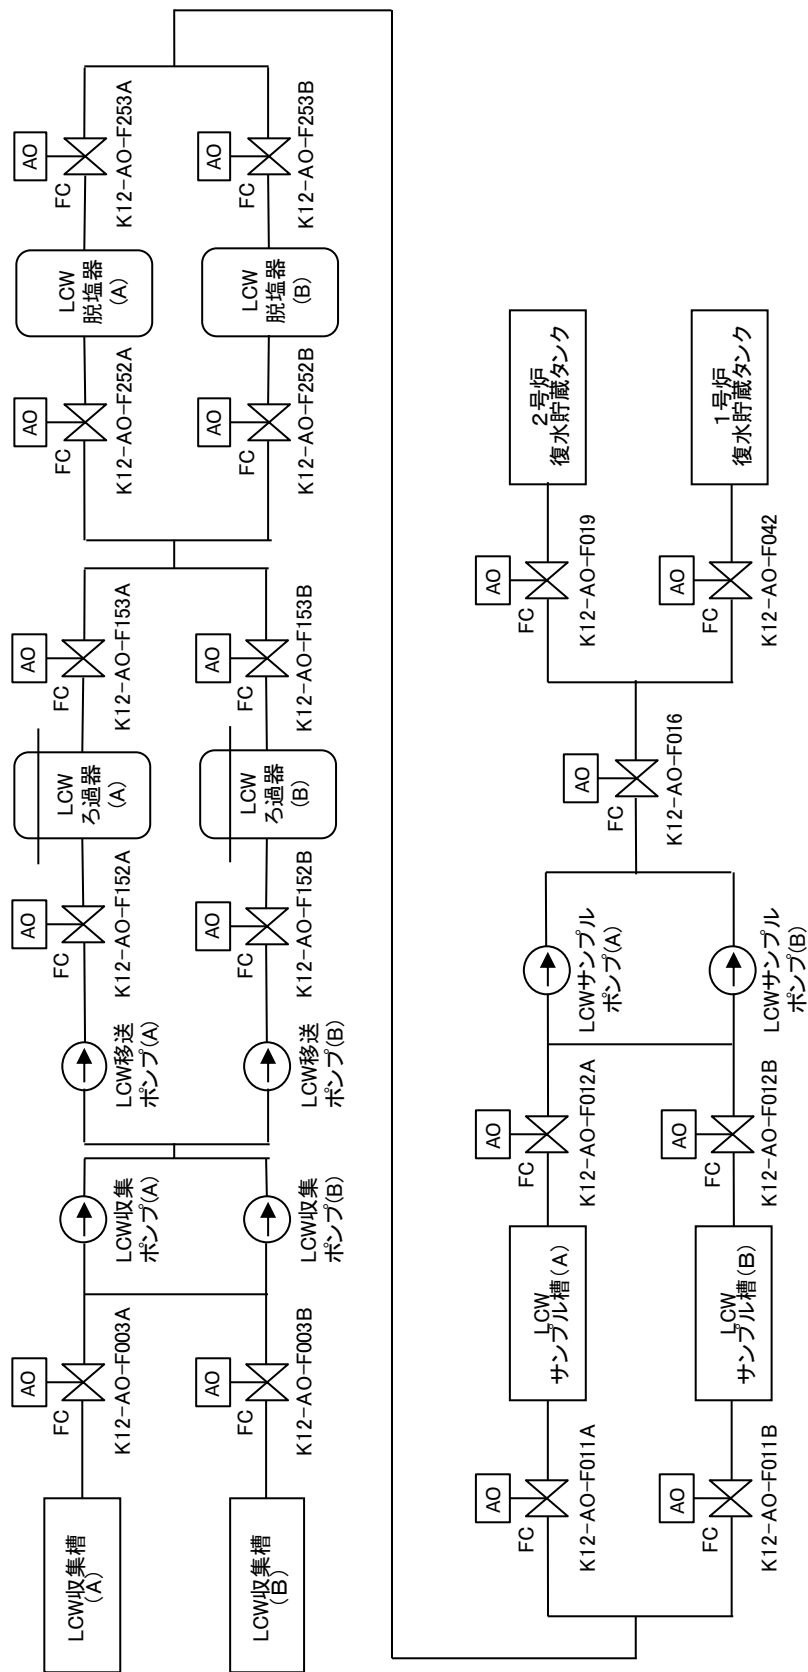 LCW収集槽
(A)
AO
FC
K12-AO-F003A
LCW収集
ポンプ(A)
LCW移送
ポンプ(A)
AO
FC
K12-AO-F152A
LCW
ろ過器
(A)
AO
FC
K12-AO-F153A
AO
FC
K12-AO-F252A
LCW
脱塩器
(A)
AO
FC
K12-AO-F253A
LCW収集槽
(B)
AO
FC
K12-AO-F003B
LCW収集
ポンプ(B)
LCW移送
ポンプ(B)
AO
FC
K12-AO-F152B
LCW
ろ過器
(B)
AO
FC
K12-AO-F153B
AO
FC
K12-AO-F252B
LCW
脱塩器
(B)
AO
FC
K12-AO-F253B
AO
FC
K12-AO-F011A
LCW
サンプル槽(A)
AO
FC
K12-AO-F012A
LCWサンプル
ポンプ(A)
AO
FC
K12-AO-F016
AO
FC
K12-AO-F019
2号炉
復水貯蔵タンク
AO
FC
K12-AO-F011B
LCW
サンプル槽(B)
AO
FC
K12-AO-F012B
LCWサンプル
ポンプ(B)
AO
FC
K12-AO-F042
1号炉
復水貯蔵タンク